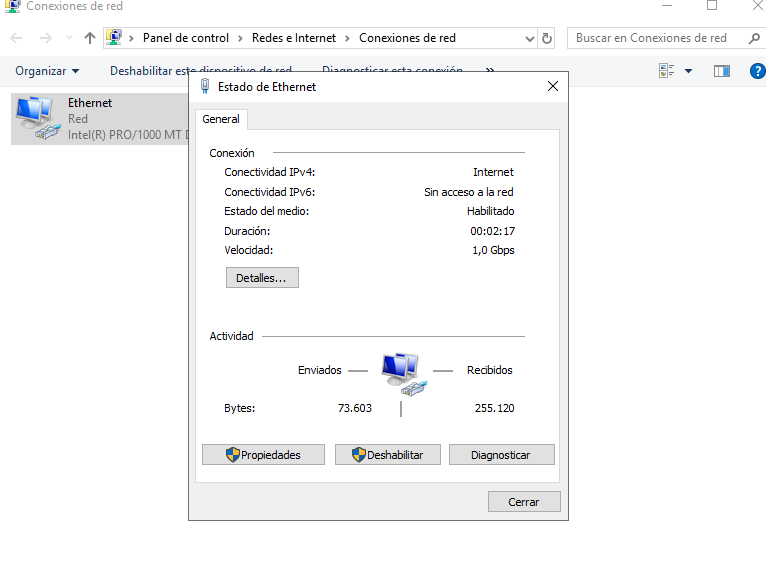 Conexiones de red
Panel de control > Redes e Internet > Conexiones de red
Buscar en Conexiones de red
Organizar
Deshabilitar este dispositivo de red
Diagnosticar esta conexión
»
Ethernet
Red
Intel(R) PRO/1000 MT D
Estado de Ethernet
General
Conexión
Conectividad IPv4: Internet
Conectividad IPv6: Sin acceso a la red
Estado del medio: Habilitado
Duración: 00:02:17
Velocidad: 1,0 Gbps
Detalles...
Actividad
Enviados — — Recibidos
Bytes: 73.603 | 255.120
Propiedades
Deshabilitar
Diagnosticar
Cerrar